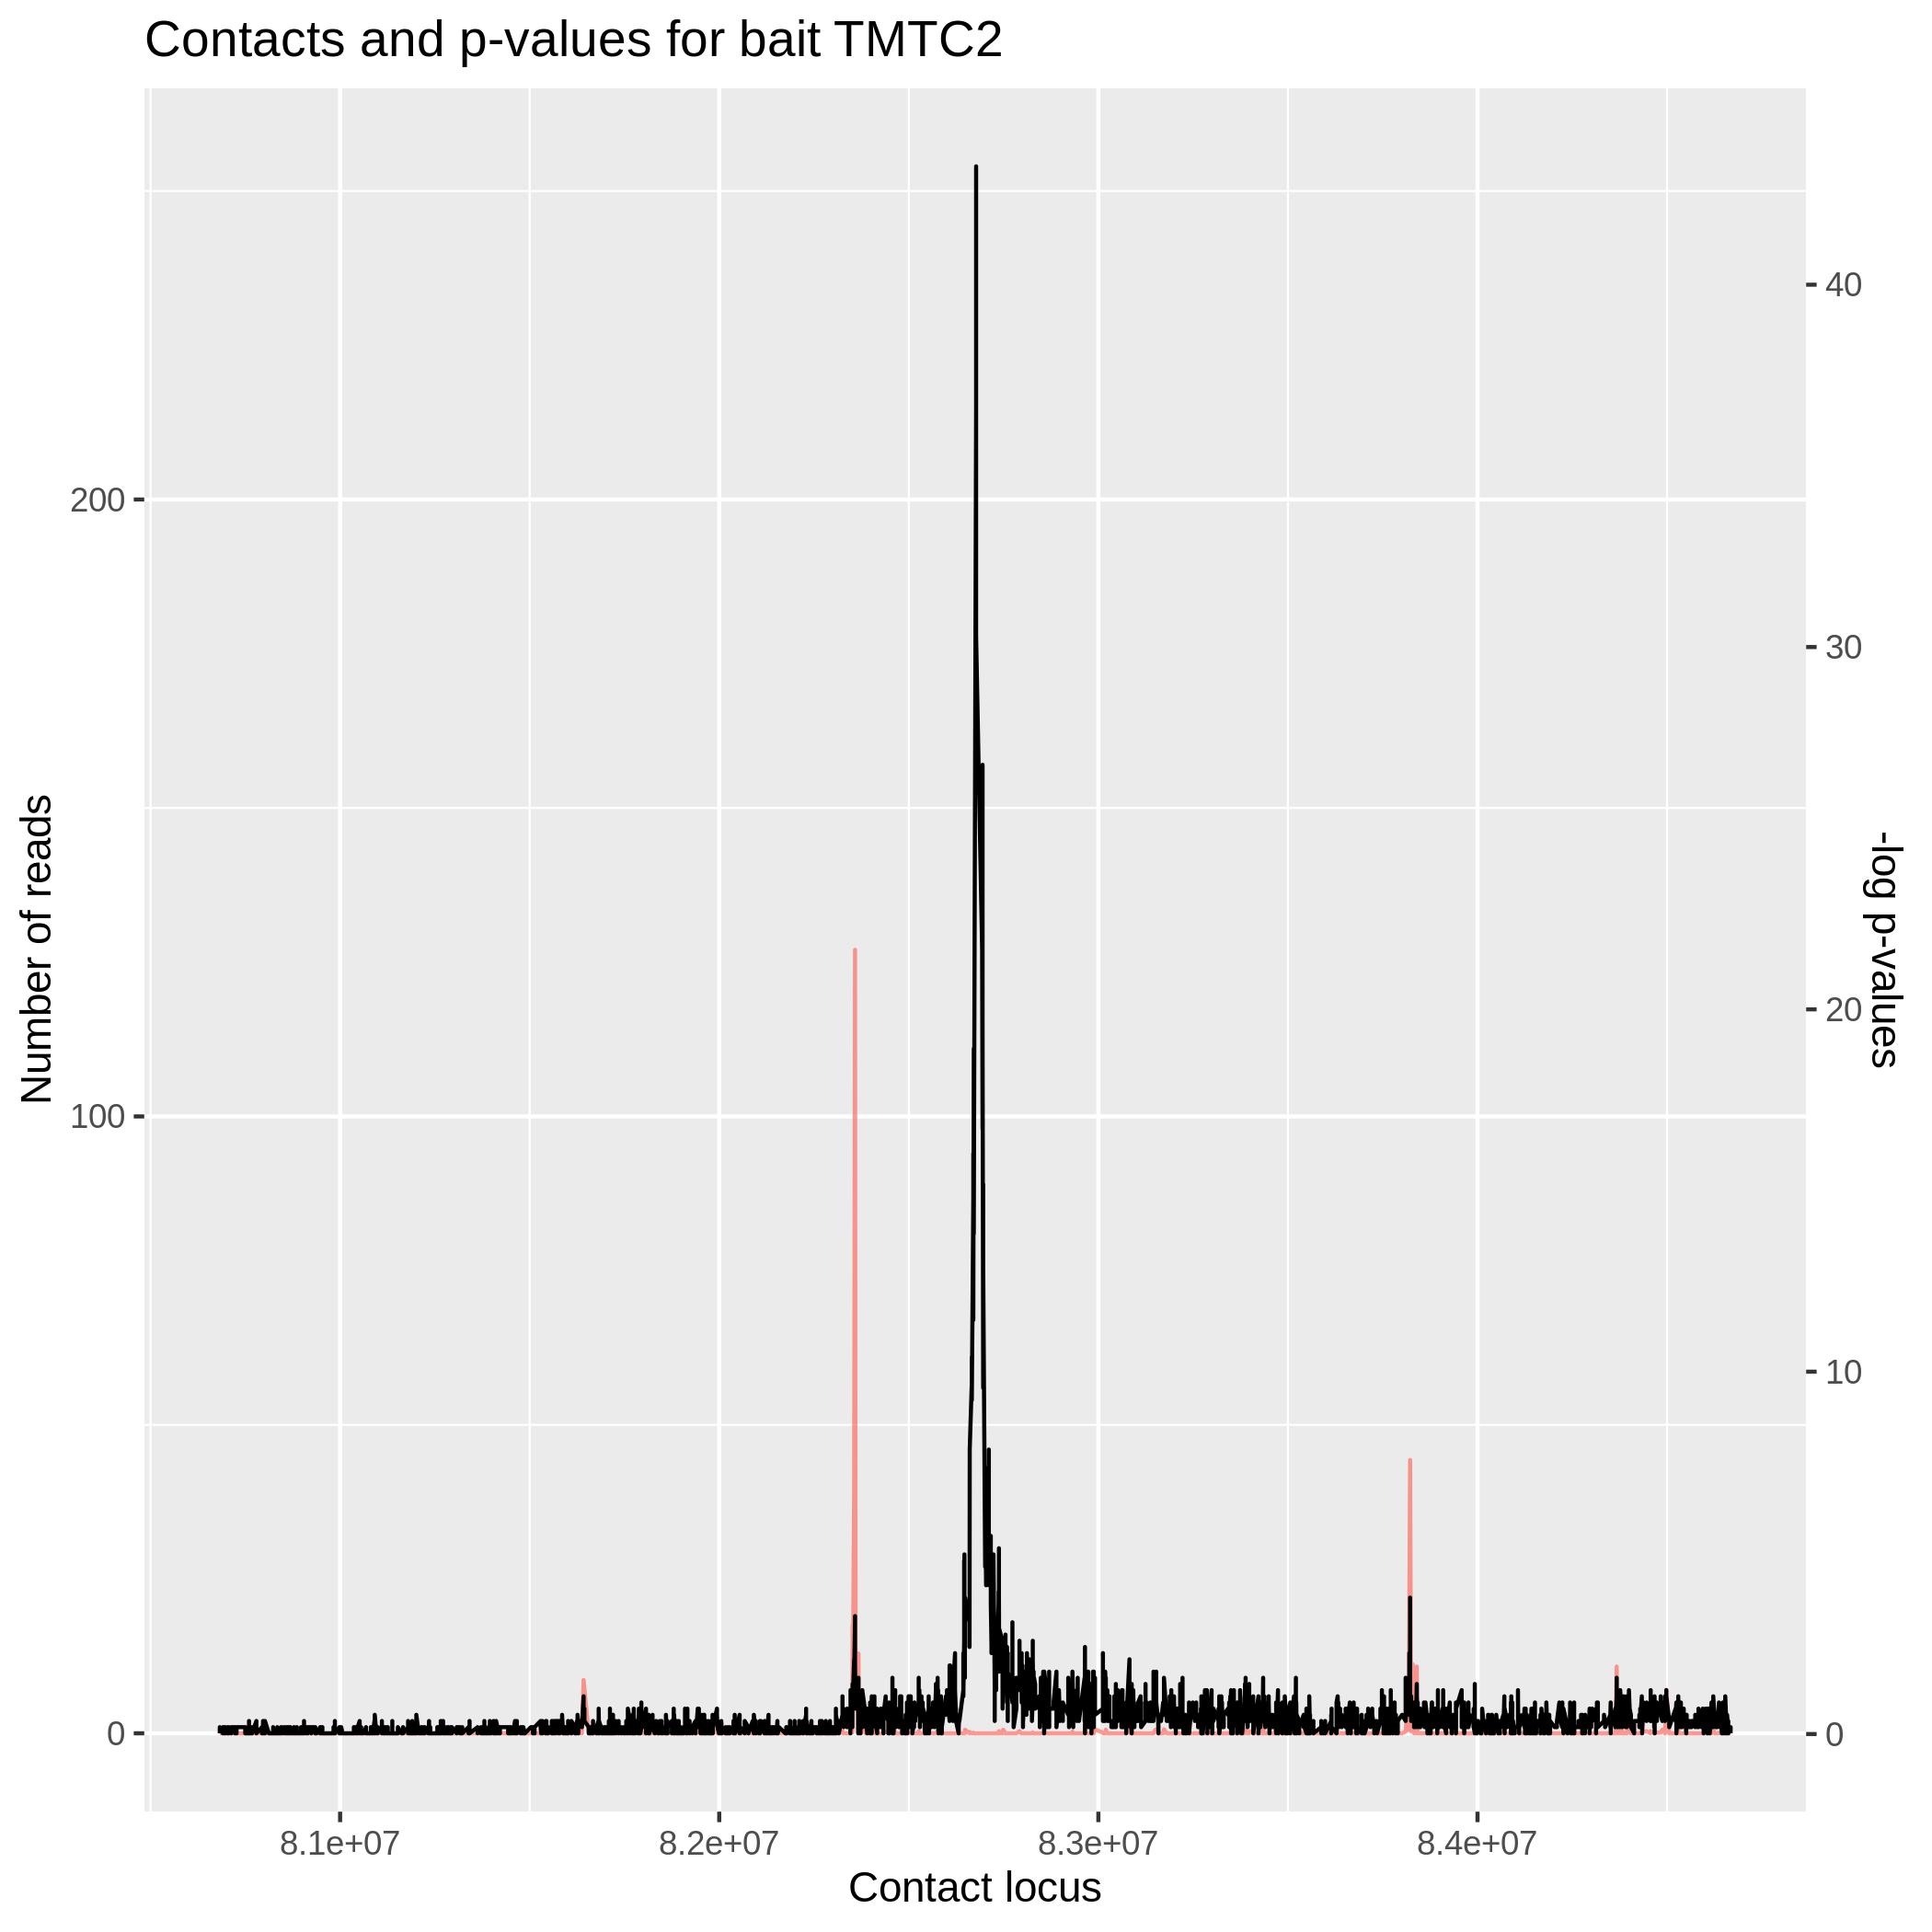 Contacts and p-values for bait TMTC2
Number of reads
200
100
0
40
30
20
10
0
-log p-values
8.1e+07
8.2e+07
8.3e+07
8.4e+07
Contact locus